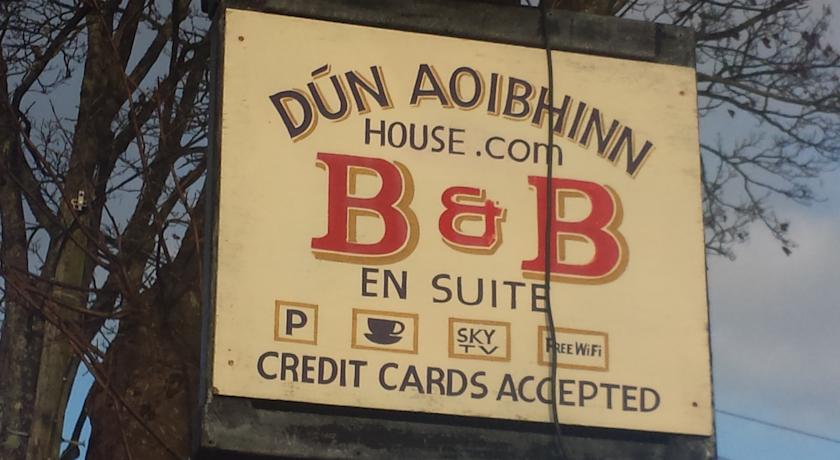 DÚN AOIBHINN
HOUSE.com
B & B
EN SUITE
P SKY TV FREE WiFi
CREDIT CARDS ACCEPTED